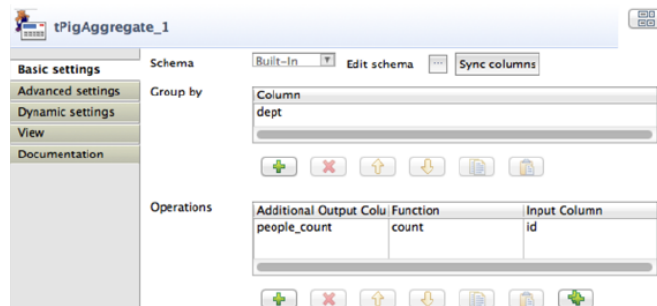 tPigAggregate_1
Basic settings
Advanced settings
Dynamic settings
View
Documentation
Schema
Built-In
Edit schema
...
Sync columns
Group by
Column
dept
Operations
Additional Output Colu
Function
Input Column
people_count
count
id